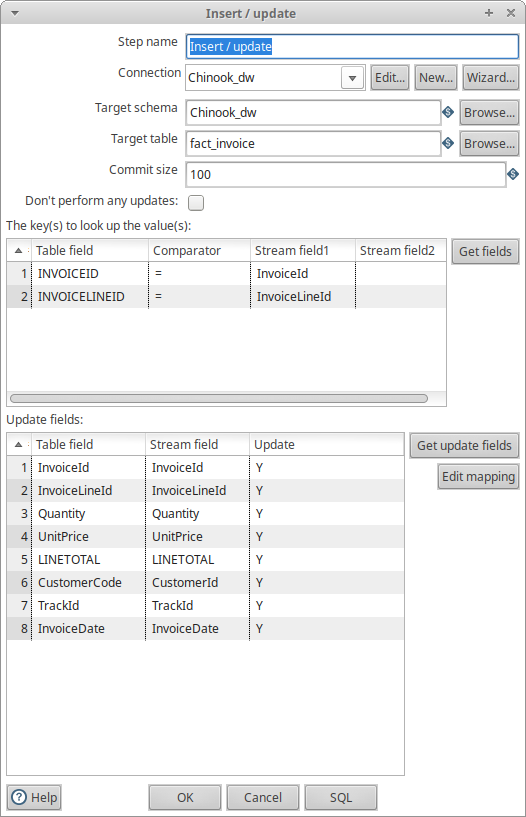 Insert / update
Step name Insert / update
Connection Chinook_dw Edit... New... Wizard...
Target schema Chinook_dw Browse...
Target table fact_invoice Browse...
Commit size 100
Don't perform any updates:
The key(s) to look up the value(s):
Table field Comparator Stream field1 Stream field2 Get fields
1 INVOICEID = InvoiceId
2 INVOICELINEID = InvoiceLineId
Update fields:
Table field Stream field Update Get update fields
1 InvoiceId InvoiceId Y
Edit mapping
2 InvoiceLineId InvoiceLineId Y
3 Quantity Quantity Y
4 UnitPrice UnitPrice Y
5 LINETOTAL LINETOTAL Y
6 CustomerCode CustomerId Y
7 TrackId TrackId Y
8 InvoiceDate InvoiceDate Y
? Help OK Cancel SQL